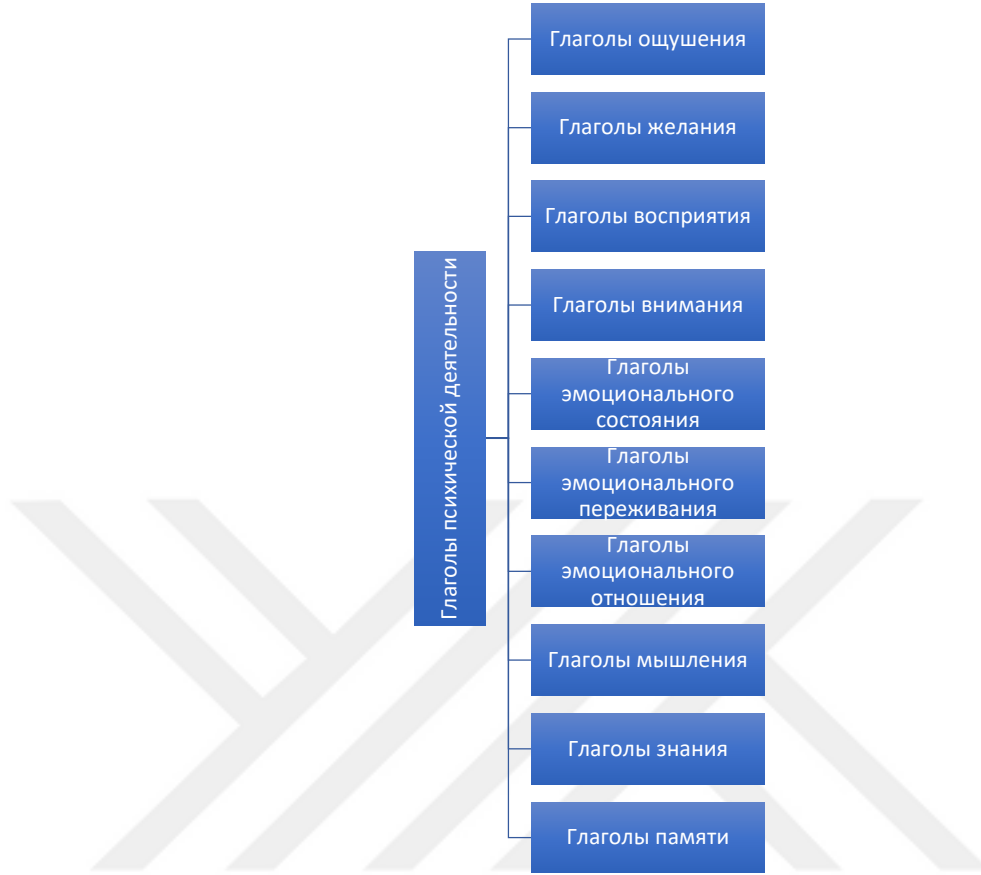 Глаголы психической деятельности
Глаголы ощушения
Глаголы желания
Глаголы восприятия
Глаголы внимания
Глаголы
эмоционального
состояния
Глаголы
эмоционального
переживания
Глаголы
эмоционального
отношения
Глаголы мышления
Глаголы знания
Глаголы памяти